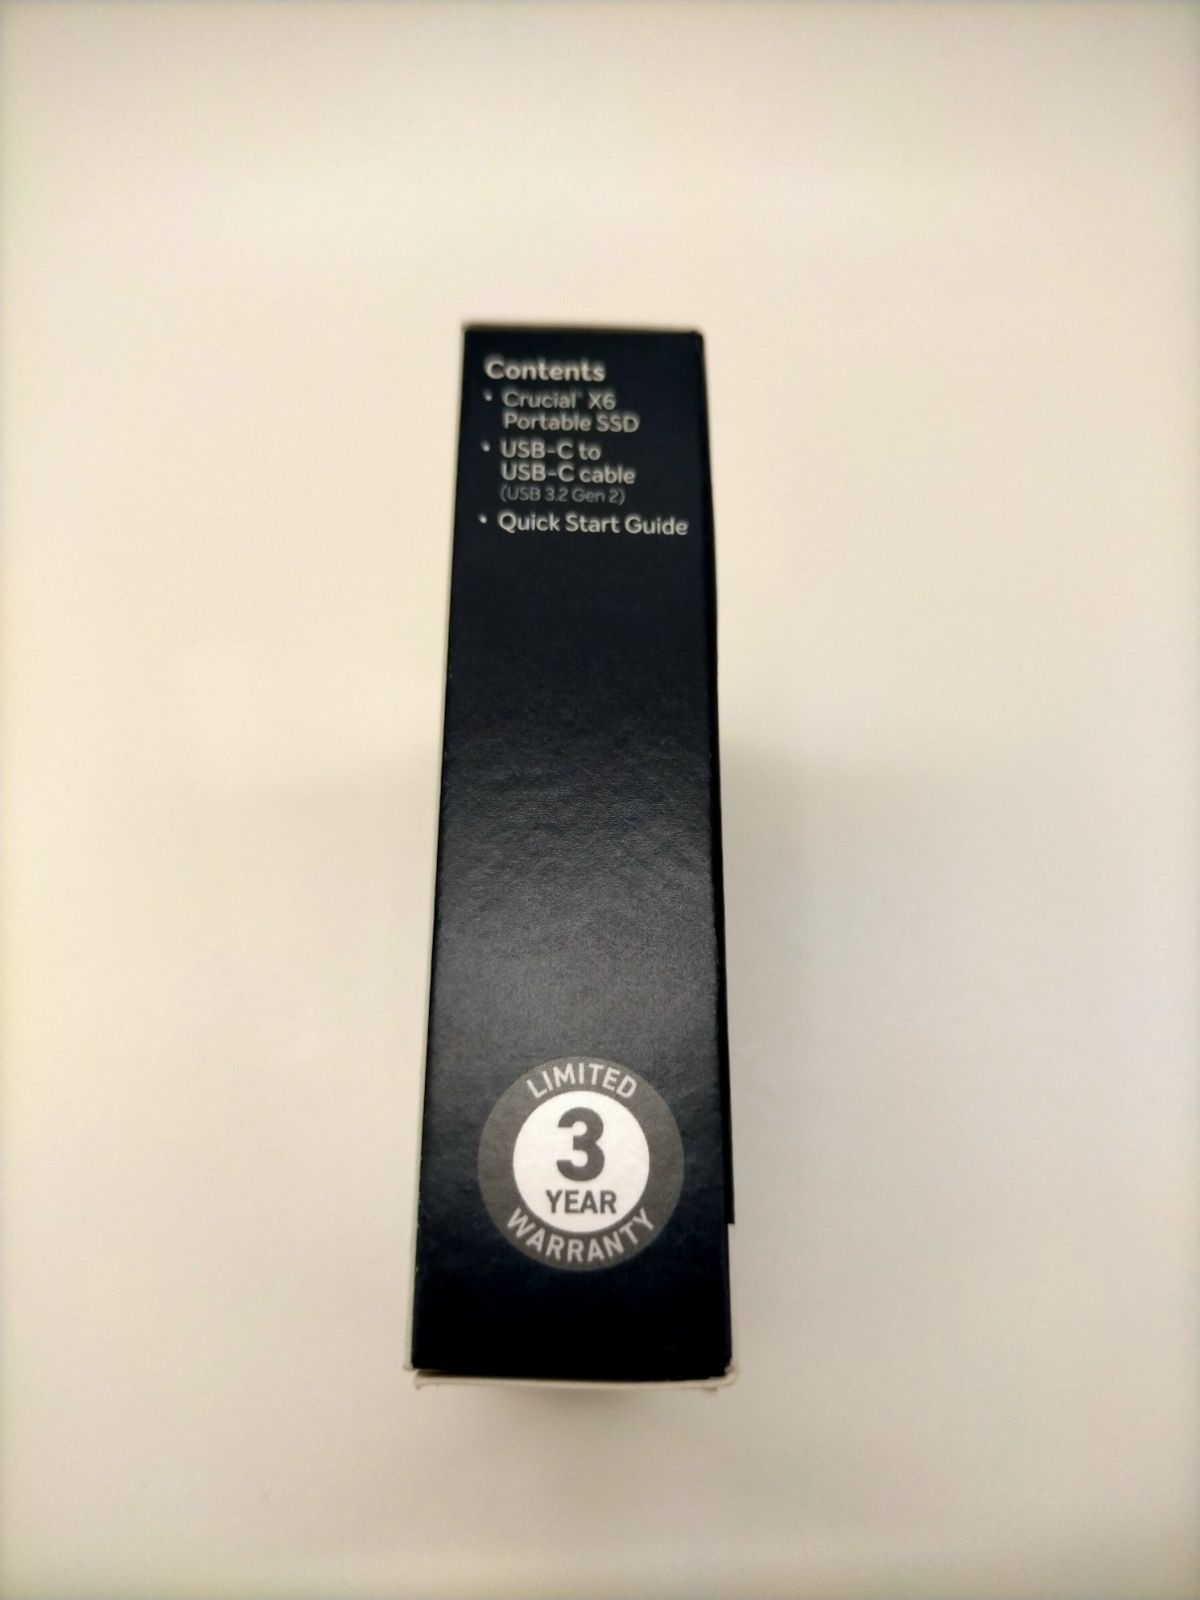 Contents
• Crucial® X6
Portable SSD
• USB-C to
USB-C cable
(USB 3.2 Gen 2)
• Quick Start Guide
LIMITED
3
YEAR
WARRANTY